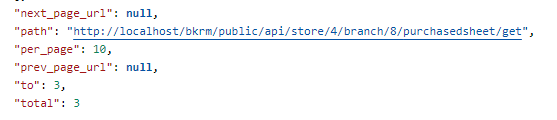 "next_page_url": null,
"path": "http://localhost/bkrm/public/api/store/4/branch/8/purchasedsheet/get",
"per_page": 10,
"prev_page_url": null,
"to": 3,
"total": 3